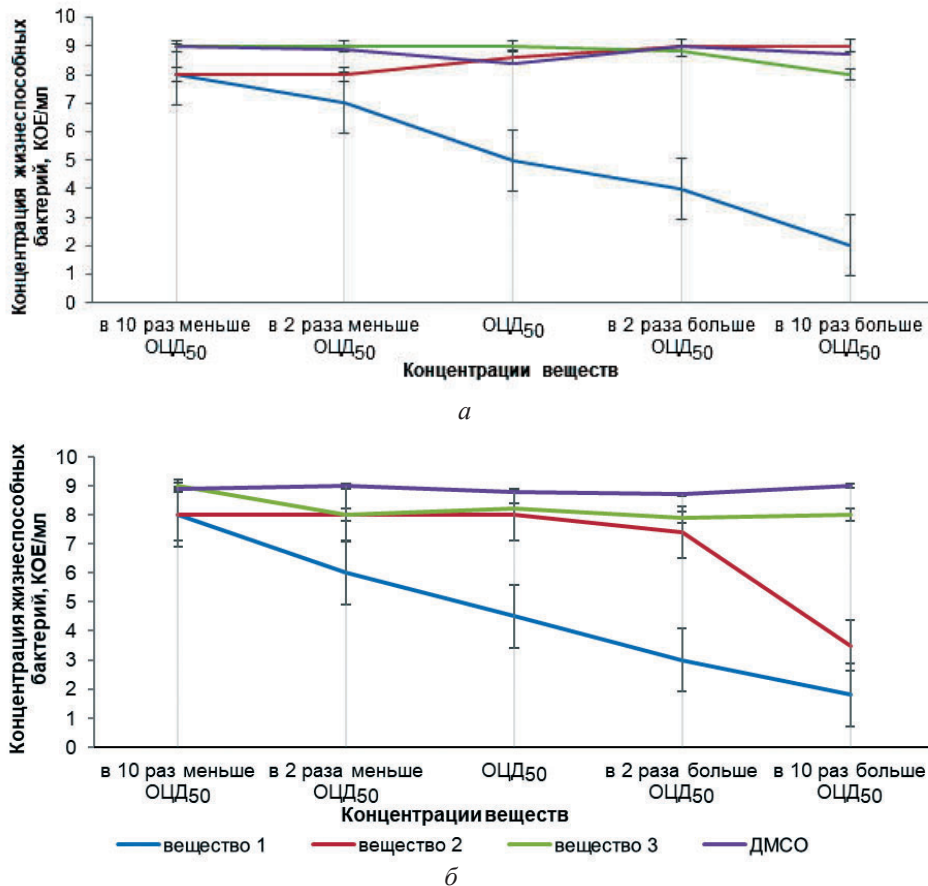 Концентрация жизнеспособных
бактерий, КОЕ/мл
10
9
8
7
6
5
4
3
2
1
0
в 10 раз меньше ОЦД50
в 2 раза меньше ОЦД50
ОЦД50
в 2 раза больше ОЦД50
в 10 раз больше ОЦД50
Концентрации веществ
а
Концентрация жизнеспособных
бактерий, КОЕ/мл
10
9
8
7
6
5
4
3
2
1
0
в 10 раз меньше ОЦД50
в 2 раза меньше ОЦД50
ОЦД50
в 2 раза больше ОЦД50
в 10 раз больше ОЦД50
Концентрации веществ
вещество 1 вещество 2 вещество 3 ДМСО
б